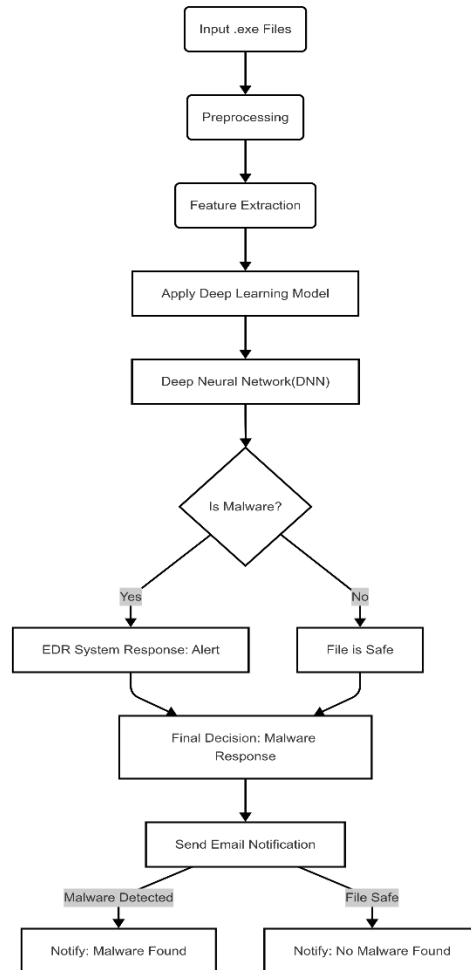 Input .exe Files
Preprocessing
Feature Extraction
Apply Deep Learning Model
Deep Neural Network(DNN)
Is Malware?
Yes
No
EDR System Response: Alert
File is Safe
Final Decision: Malware
Response
Send Email Notification
Malware Detected
File Safe
Notify: Malware Found
Notify: No Malware Found